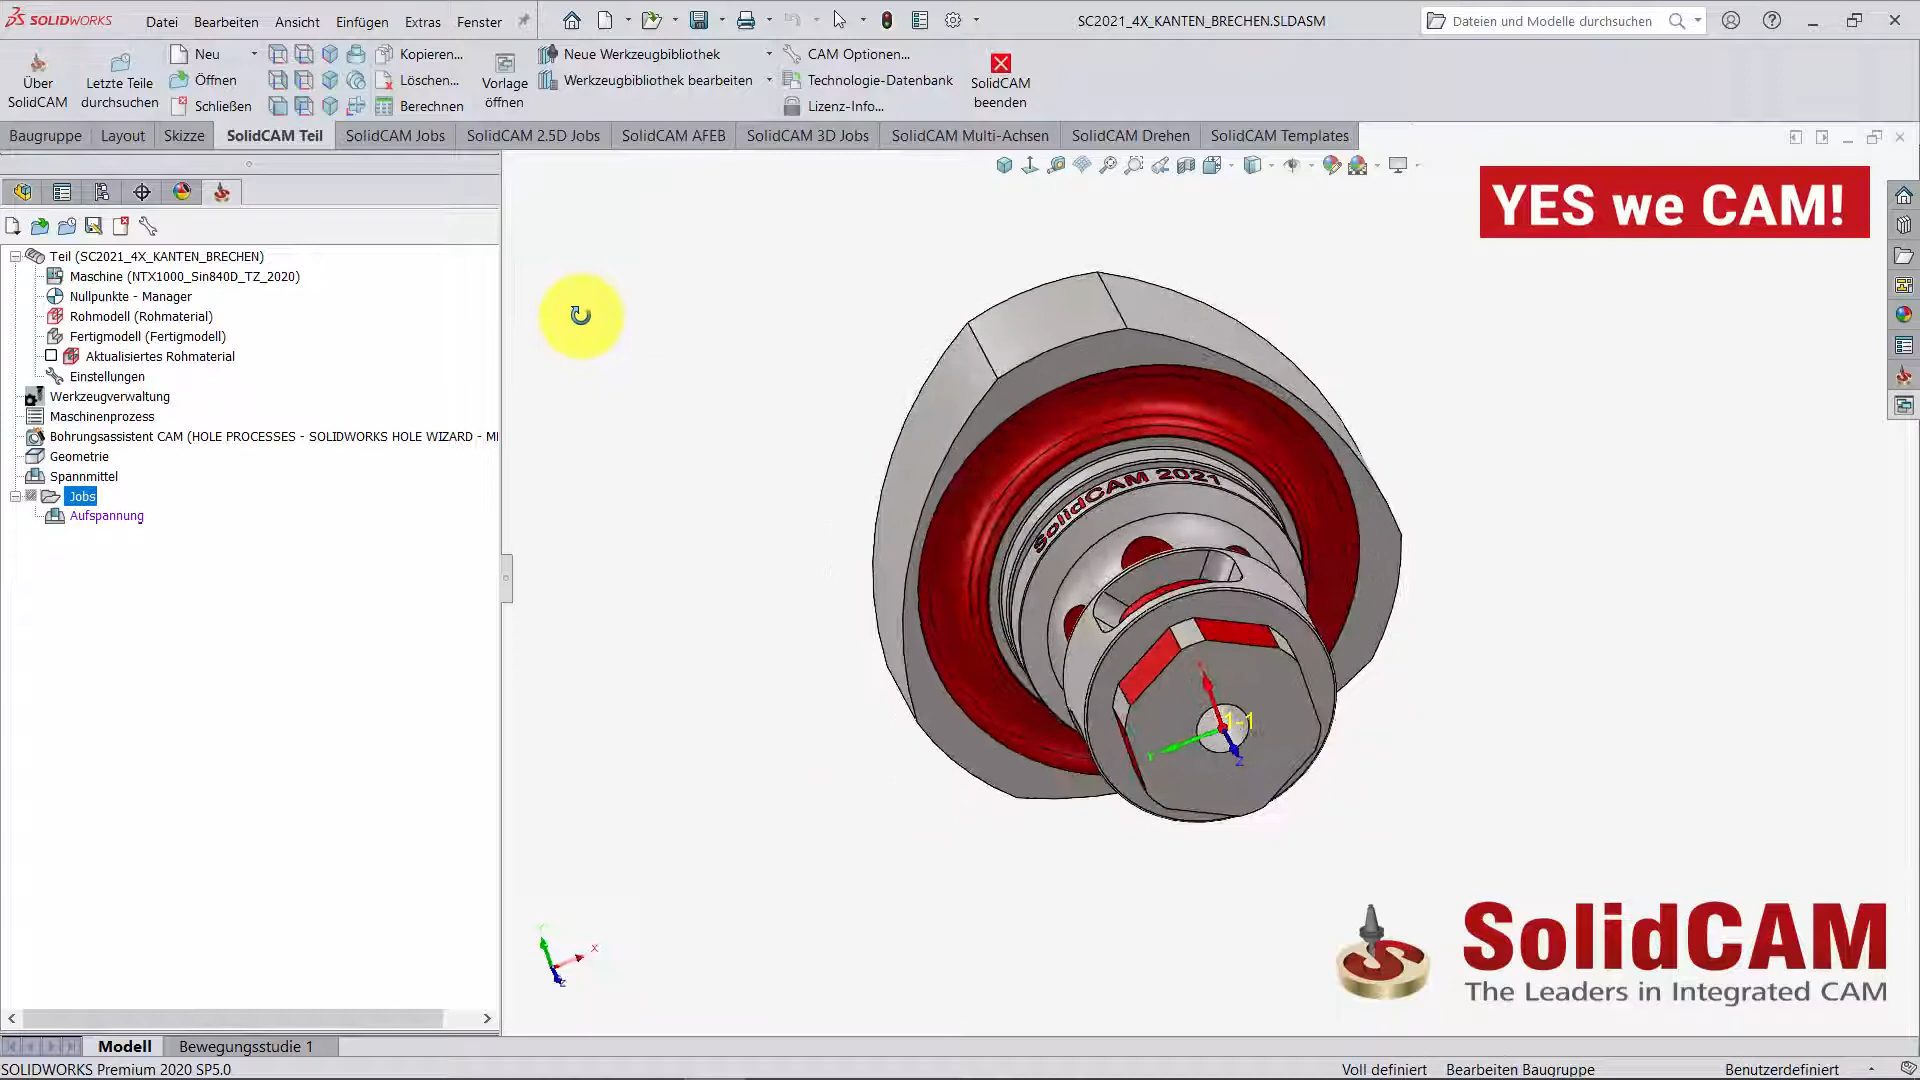 SOLIDWORKS
Datei Bearbeiten Ansicht Einfügen Extras Fenster
SC2021_4X_KANTEN_BRECHEN.SLDASM
Dateien und Modelle durchsuchen
Über SolidCAM
Letzte Teile durchsuchen
Neu
Öffnen
Schließen
Kopieren...
Löschen...
Berechnen
Vorlage öffnen
Neue Werkzeugbibliothek
Werkzeugbibliothek bearbeiten
CAM Optionen...
Technologie-Datenbank
Lizenz-Info...
SolidCAM beenden
Baugruppe Layout Skizze SolidCAM Teil SolidCAM Jobs SolidCAM 2.5D Jobs SolidCAM AFEB SolidCAM 3D Jobs SolidCAM Multi-Achsen SolidCAM Drehen SolidCAM Templates
YES we CAM!
Teil (SC2021_4X_KANTEN_BRECHEN)
Maschine (NTX1000_Sin840D_TZ_2020)
Nullpunkte - Manager
Rohmodell (Rohmaterial)
Fertigmodell (Fertigmodell)
Aktualisiertes Rohmaterial
Einstellungen
Werkzeugverwaltung
Maschinenprozess
Bohrungsassistent CAM (HOLE PROCESSES - SOLIDWORKS HOLE WIZARD - MI
Geometrie
Spannmittel
Jobs
Aufspannung
SolidCAM 2021
1-1
Y
Z
Y
X
Z
SolidCAM
The Leaders in Integrated CAM
Modell Bewegungsstudie 1
SOLIDWORKS Premium 2020 SP5.0
Voll definiert Bearbeiten Baugruppe Benutzerdefiniert